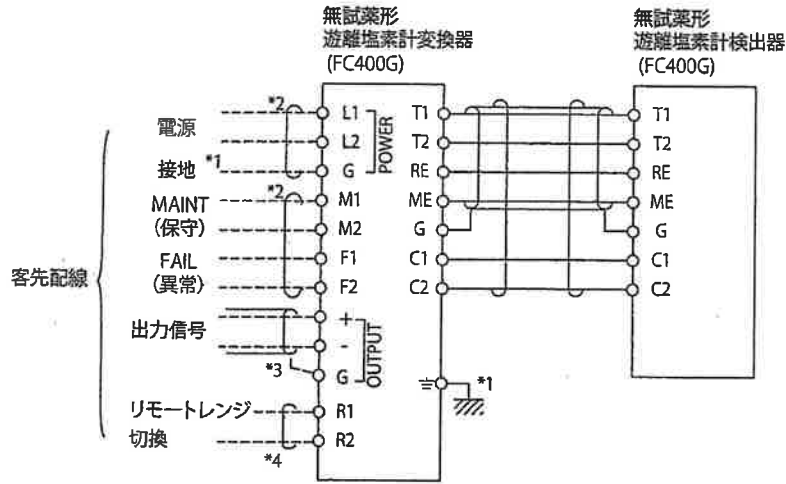 無試薬形
遊離塩素計変換器
(FC400G)
無試薬形
遊離塩素計検出器
(FC400G)
客先配線
電源
接地 *1
MAINT
(保守)
FAIL
(異常)
出力信号
リモートレンジ
切換
*2
*2
*3
*4
L1
L2
G
POWER
M1
M2
F1
F2
+
-
G
OUTPUT
R1
R2
T1
T2
RE
ME
G
C1
C2
*1
T1
T2
RE
ME
G
C1
C2